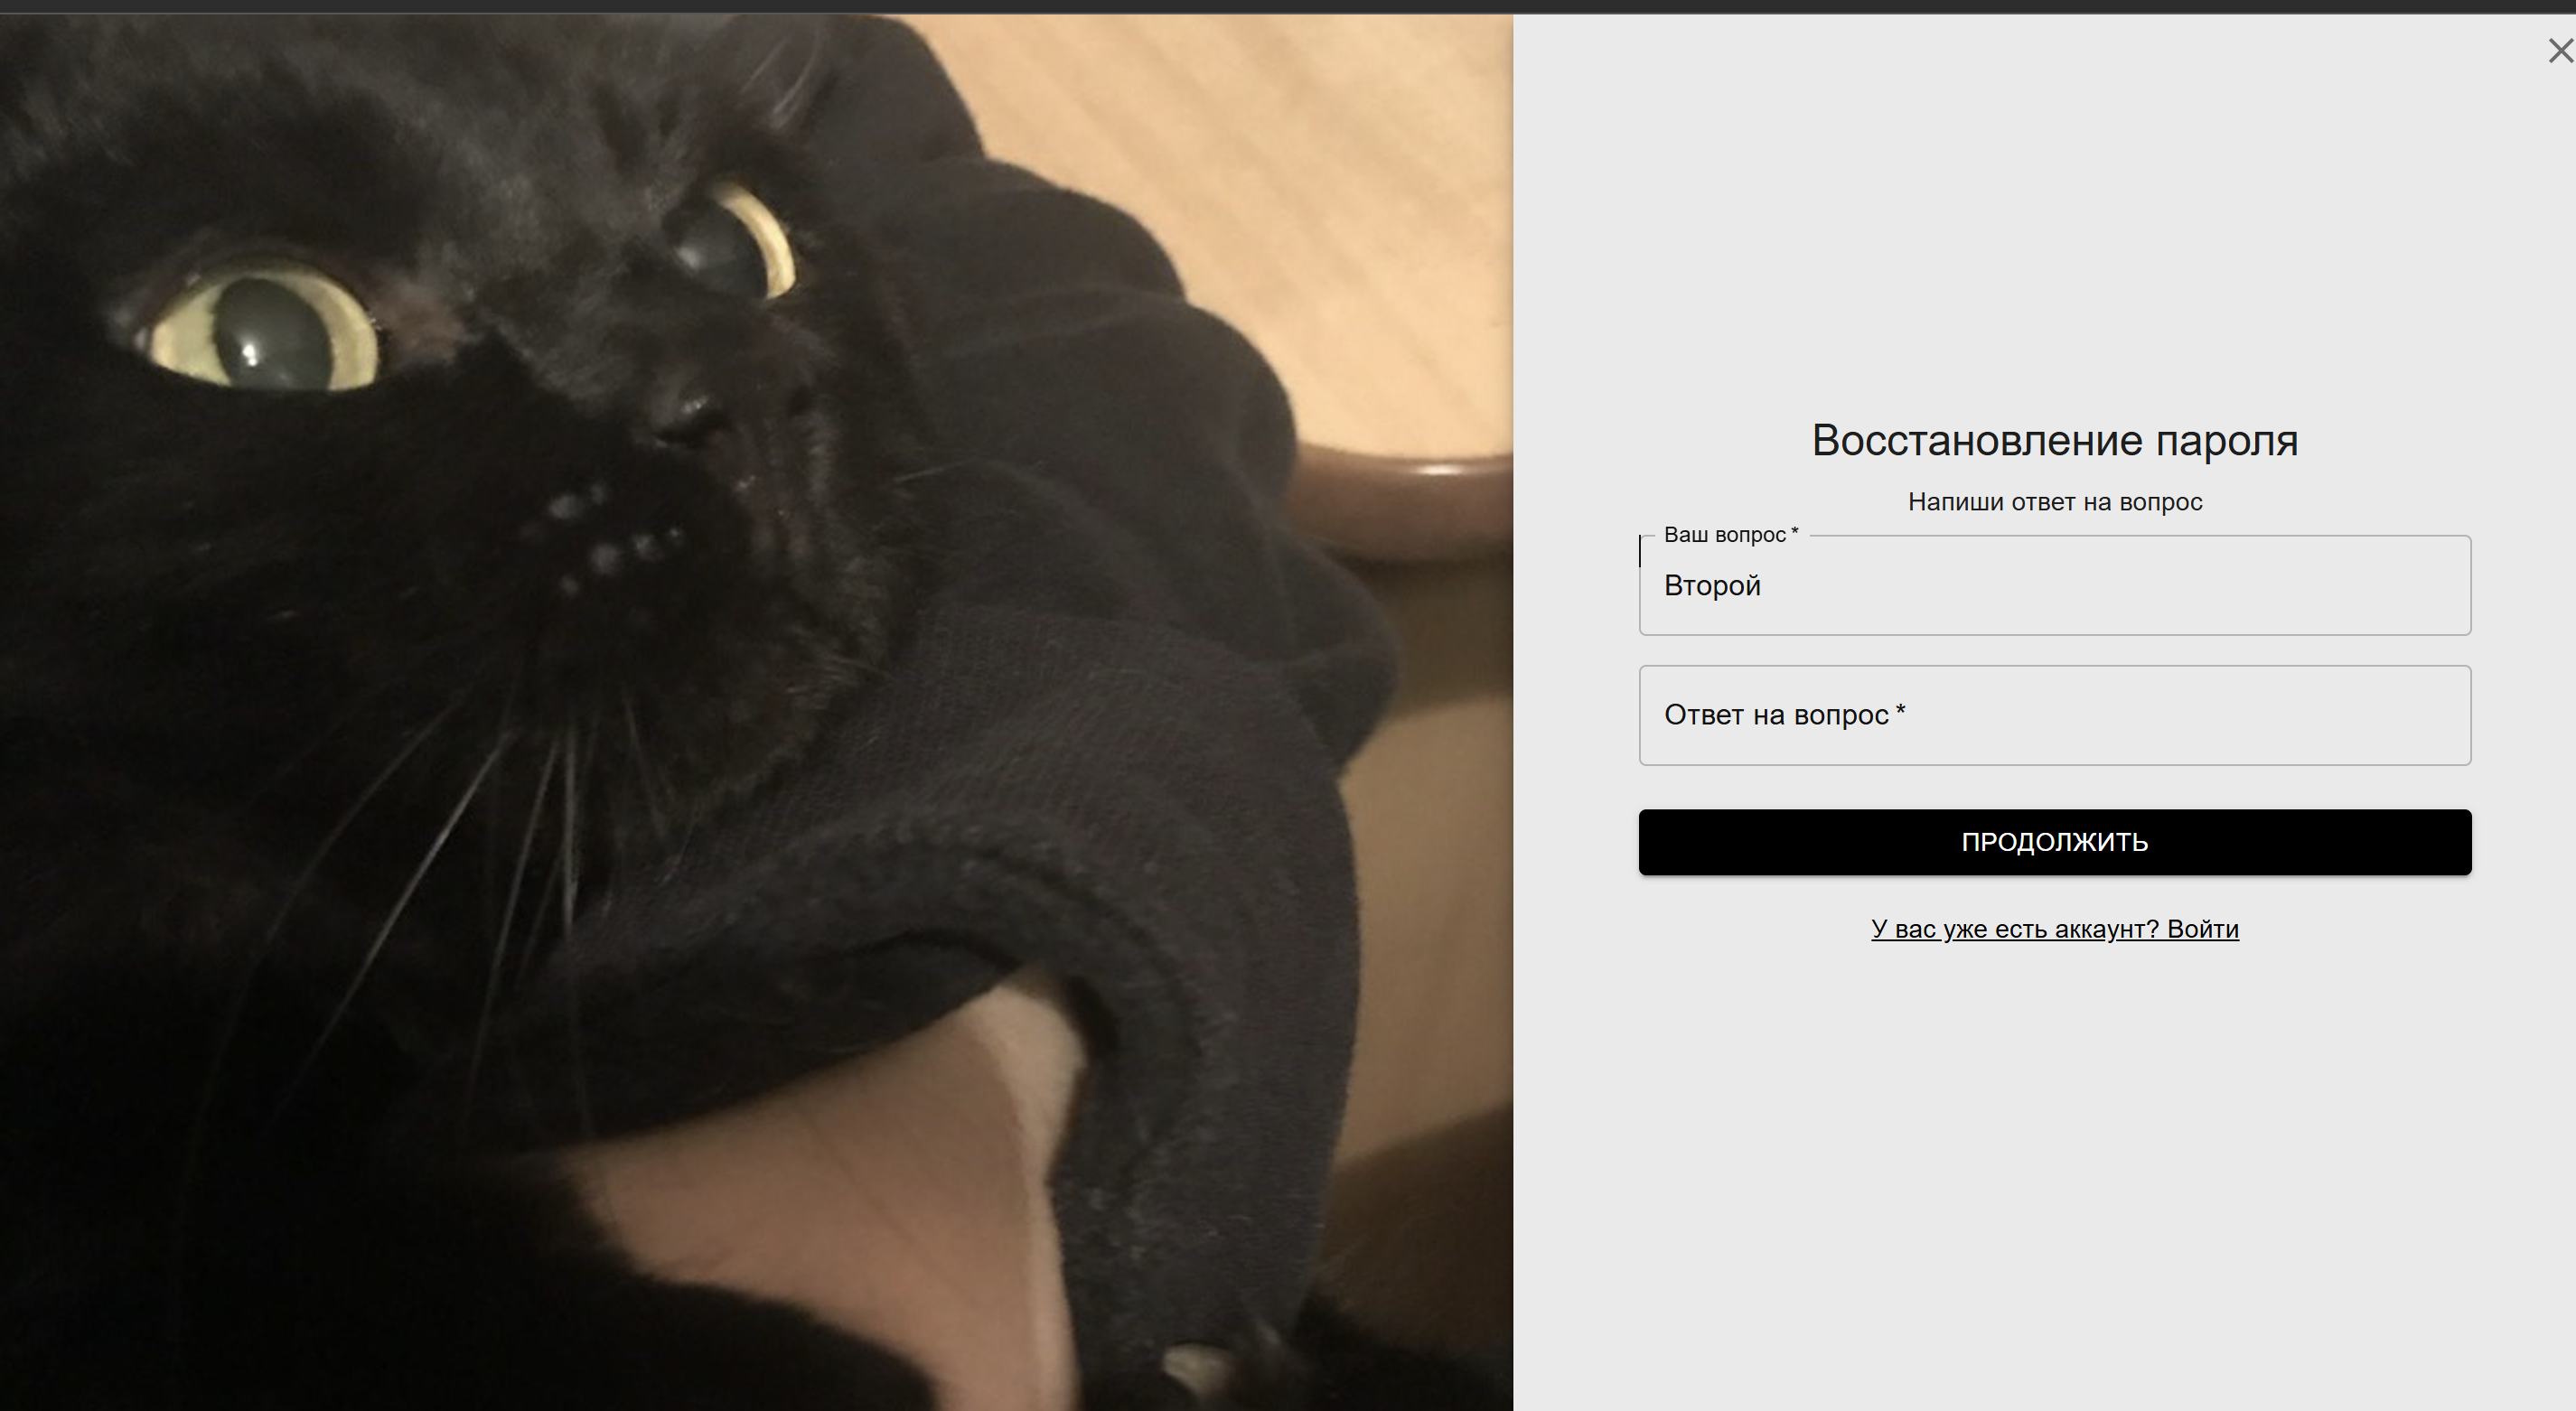 Восстановление пароля
Напиши ответ на вопрос
Ваш вопрос *
Второй
Ответ на вопрос *
ПРОДОЛЖИТЬ
У вас уже есть аккаунт? Войти